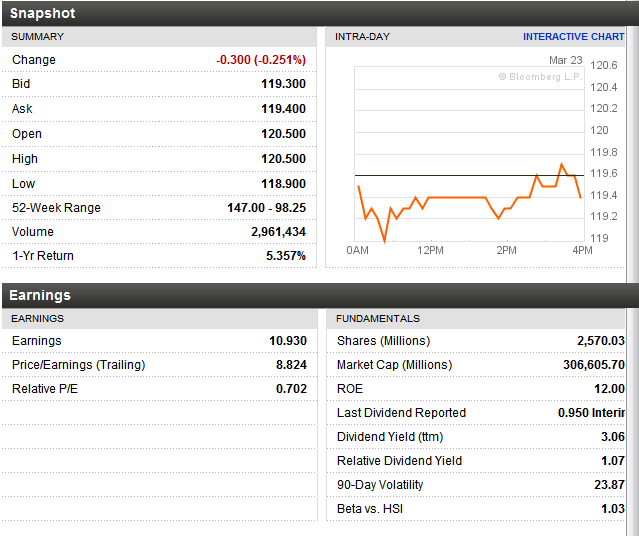 Snapshot
SUMMARY
Change -0.300 (-0.251%)
Bid 119.300
Ask 119.400
Open 120.500
High 120.500
Low 118.900
52-Week Range 147.00 - 98.25
Volume 2,961,434
1-Yr Return 5.357%
INTRA-DAY INTERACTIVE CHART
Mar 23
© Bloomberg L.P.
120.6
120.4
120.2
120
119.8
119.6
119.4
119.2
119
0AM 12PM 2PM 4PM
Earnings
EARNINGS
Earnings 10.930
Price/Earnings (Trailing) 8.824
Relative P/E 0.702
FUNDAMENTALS
Shares (Millions) 2,570.03
Market Cap (Millions) 306,605.70
ROE 12.00
Last Dividend Reported 0.950 Interir
Dividend Yield (ttm) 3.06
Relative Dividend Yield 1.07
90-Day Volatility 23.87
Beta vs. HSI 1.03